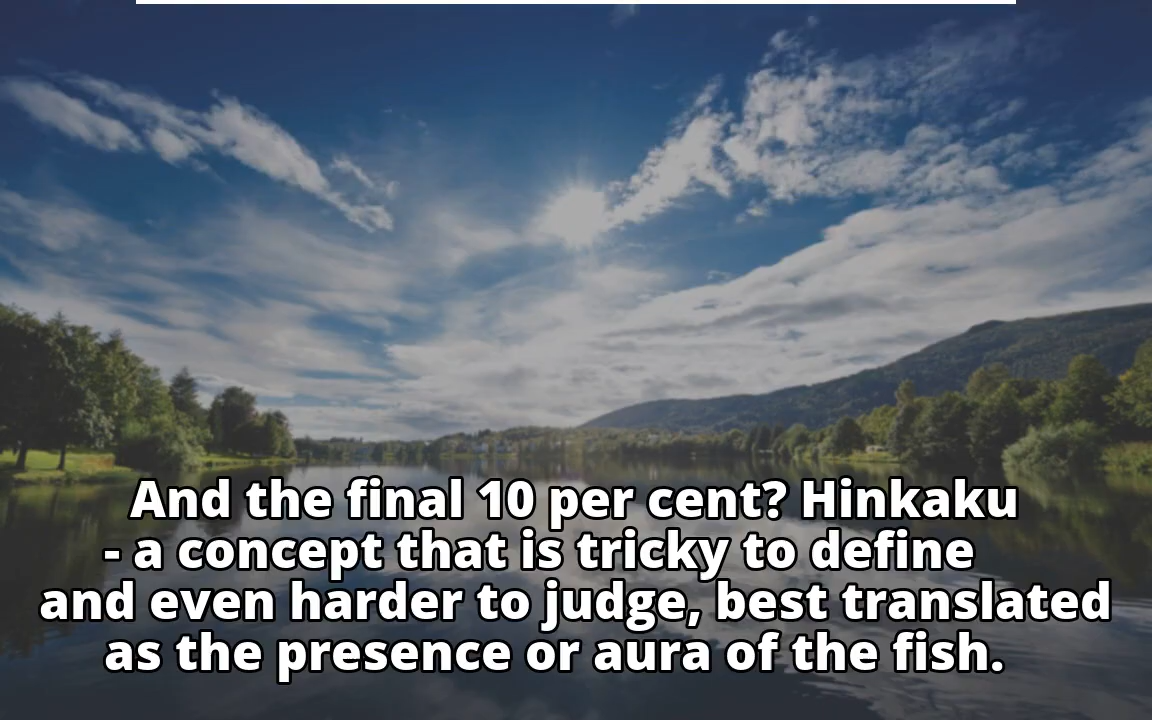 And the final 10 per cent? Hinkaku
- a concept that is tricky to define
and even harder to judge, best translated
as the presence or aura of the fish.